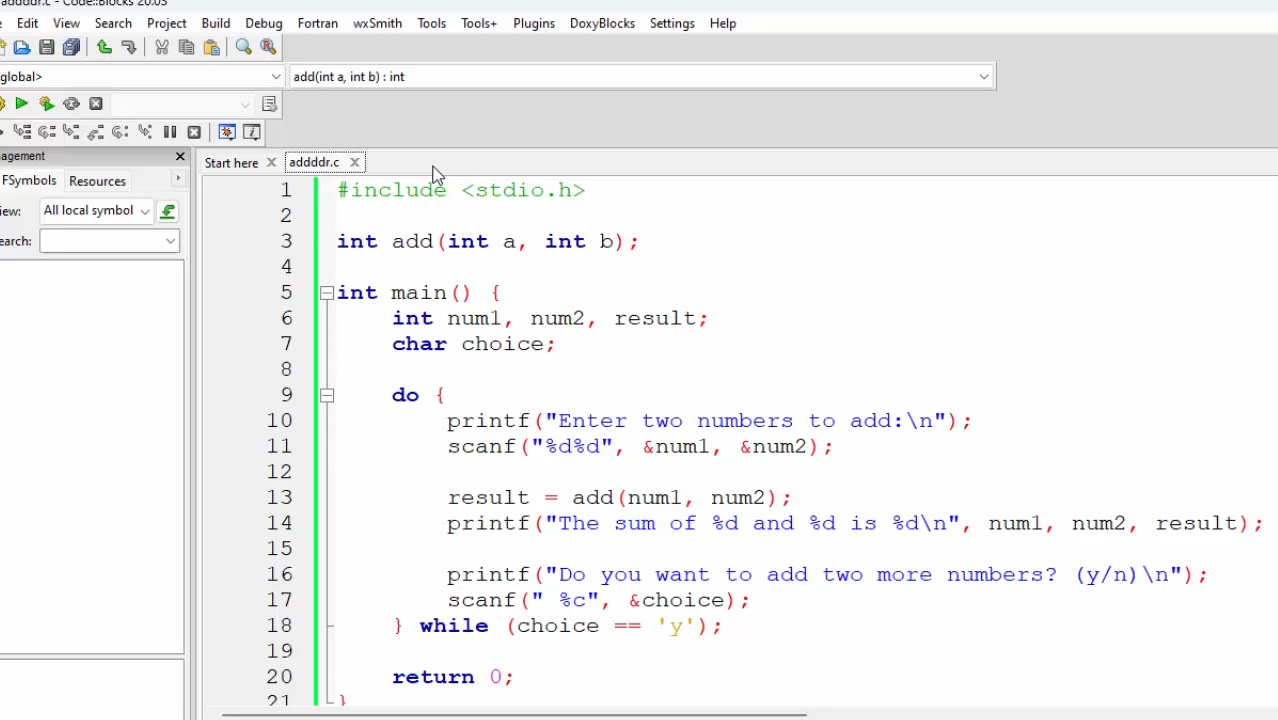 addddr.c - Code::Blocks 20.03
Edit View Search Project Build Debug Fortran wxSmith Tools Tools+ Plugins DoxyBlocks Settings Help
global> add(int a, int b) : int
nagement
Start here addddr.c
FSymbols Resources
iew: All local symbol
earch:
1 #include <stdio.h>
2
3 int add(int a, int b);
4
5 int main() {
6 int num1, num2, result;
7 char choice;
8
9 do {
10 printf("Enter two numbers to add:\n");
11 scanf("%d%d", &num1, &num2);
12
13 result = add(num1, num2);
14 printf("The sum of %d and %d is %d\n", num1, num2, result);
15
16 printf("Do you want to add two more numbers? (y/n)\n");
17 scanf(" %c", &choice);
18 } while (choice == 'y');
19
20 return 0;
21 }